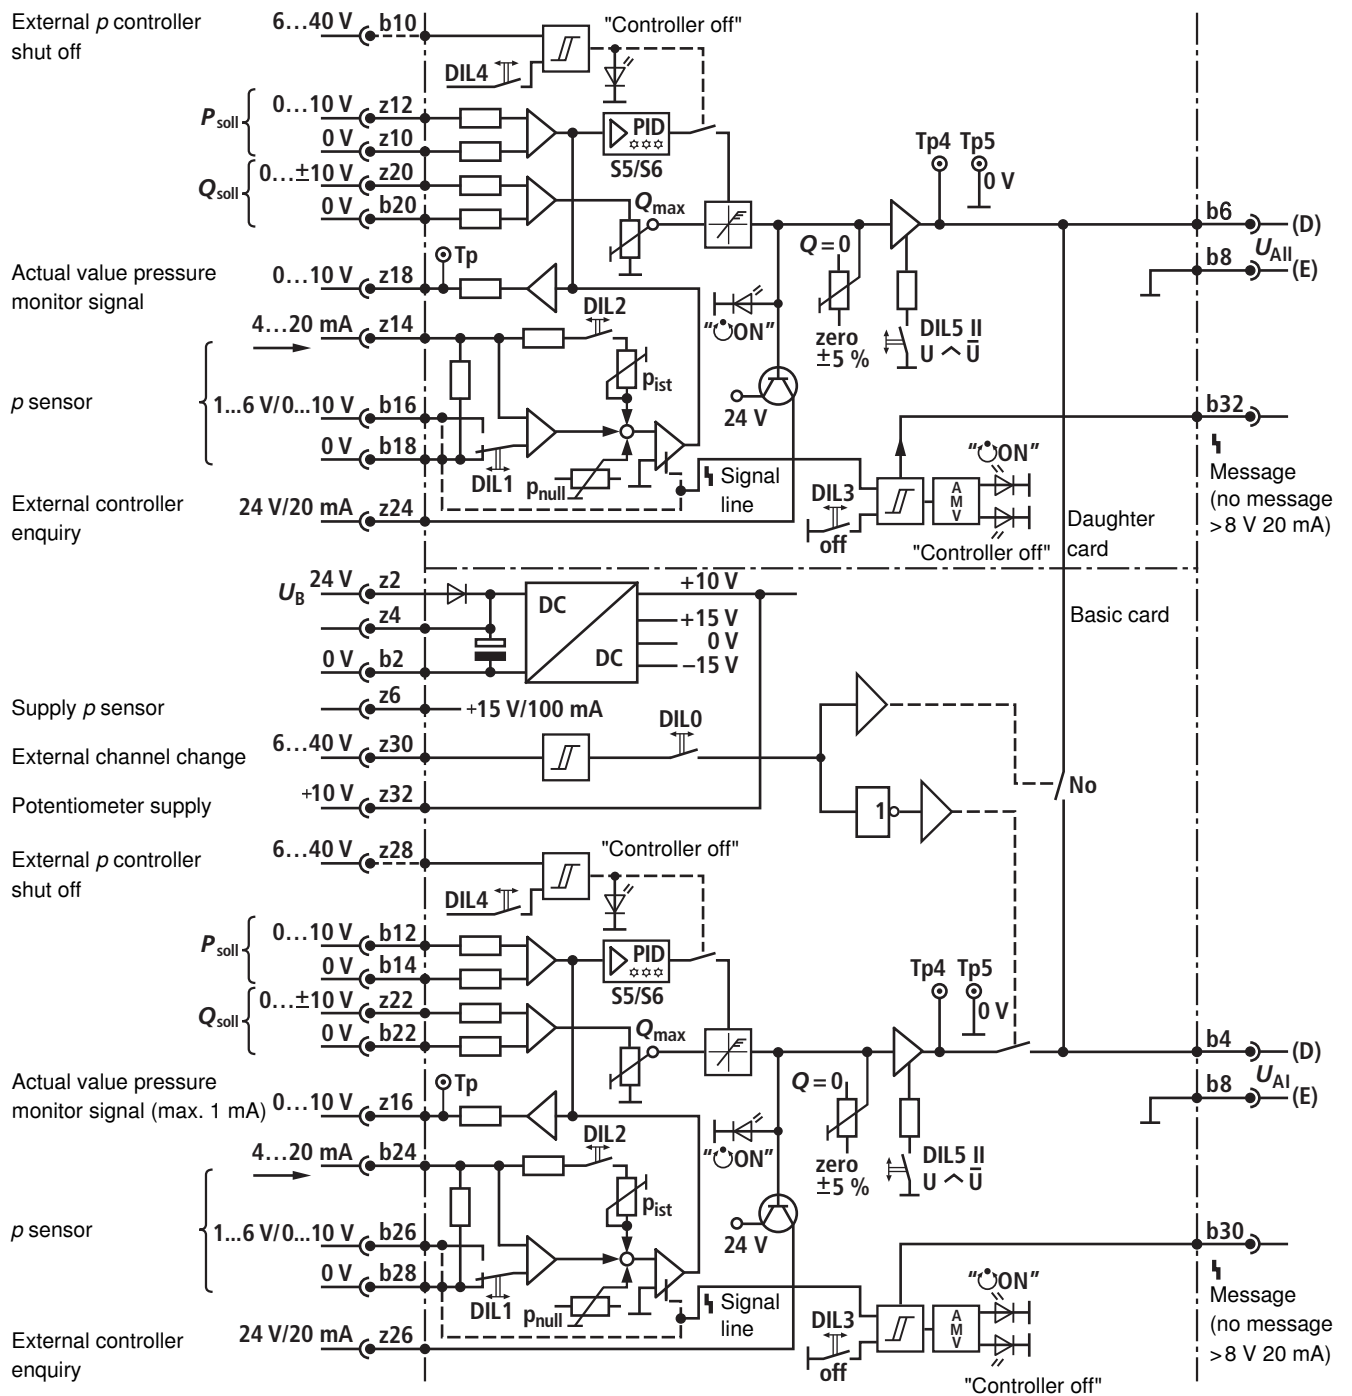 External p controller
shut off
6...40 V b10
"Controller off"
DIL4
P soll
0...10 V z12
0 V z10
PID
S5/S6
Q soll
0...±10 V z20
0 V b20
Qmax
Tp4 Tp5
0 V
b6 (D)
UAII
b8 (E)
Actual value pressure
monitor signal
0...10 V z18
Tp
Q=0
zero
±5 %
DIL5 II
U Ū
"ON"
24 V
4...20 mA z14
DIL2
pist
p sensor
1...6 V/0...10 V b16
0 V b18
DIL1
pnull
Signal
line
DIL3
off
A
M
V
"ON"
"Controller off"
b32
Message
(no message
>8 V 20 mA)
External controller
enquiry
24 V/20 mA z24
Daughter
card
UB 24 V z2
z4
0 V b2
DC
DC
+10 V
+15 V
0 V
−15 V
Basic card
Supply p sensor
z6
+15 V/100 mA
External channel change
6...40 V z30
DIL0
1
No
Potentiometer supply
+10 V z32
External p controller
shut off
6...40 V z28
"Controller off"
DIL4
P soll
0...10 V b12
0 V b14
PID
S5/S6
Q soll
0...±10 V z22
0 V b22
Qmax
Tp4 Tp5
0 V
b4 (D)
UAI
b8 (E)
Actual value pressure
monitor signal (max. 1 mA)
0...10 V z16
Tp
Q=0
zero
±5 %
DIL5 II
U Ū
"ON"
24 V
4...20 mA b24
DIL2
pist
p sensor
1...6 V/0...10 V b26
0 V b28
DIL1
pnull
Signal
line
DIL3
off
A
M
V
"ON"
"Controller off"
b30
Message
(no message
>8 V 20 mA)
External controller
enquiry
24 V/20 mA z26